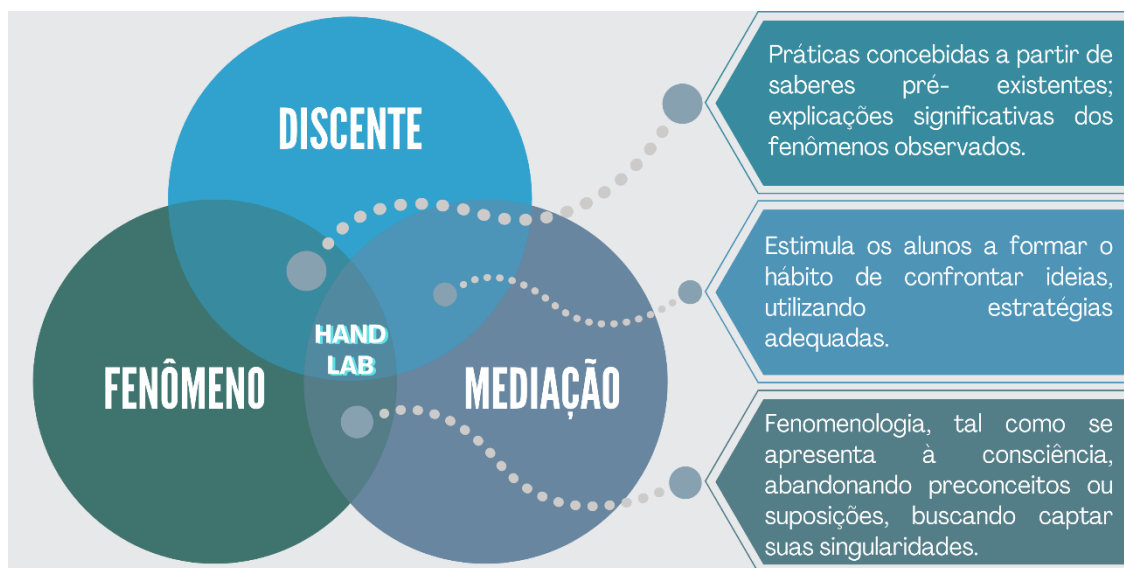 DISCENTE
FENÔMENO
HAND
LAB
MEDIAÇÃO
Práticas concebidas a partir de
saberes pré- existentes;
explicações significativas dos
fenômenos observados.
Estimula os alunos a formar o
hábito de confrontar ideias,
utilizando estratégias
adequadas.
Fenomenologia, tal como se
apresenta à consciência,
abandonando preconceitos ou
suposições, buscando captar
suas singularidades.